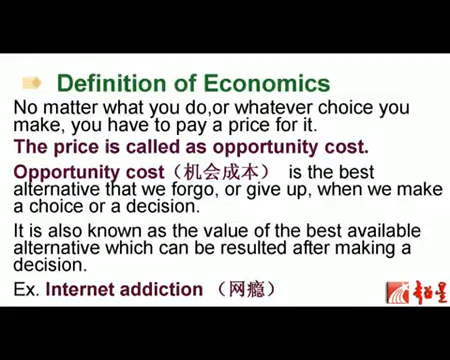 Definition of Economics
No matter what you do,or whatever choice you
make, you have to pay a price for it.
The price is called as opportunity cost.
Opportunity cost（机会成本） is the best
alternative that we forgo, or give up, when we make
a choice or a decision.
It is also known as the value of the best available
alternative which can be resulted after making a
decision.
Ex. Internet addiction （网瘾）